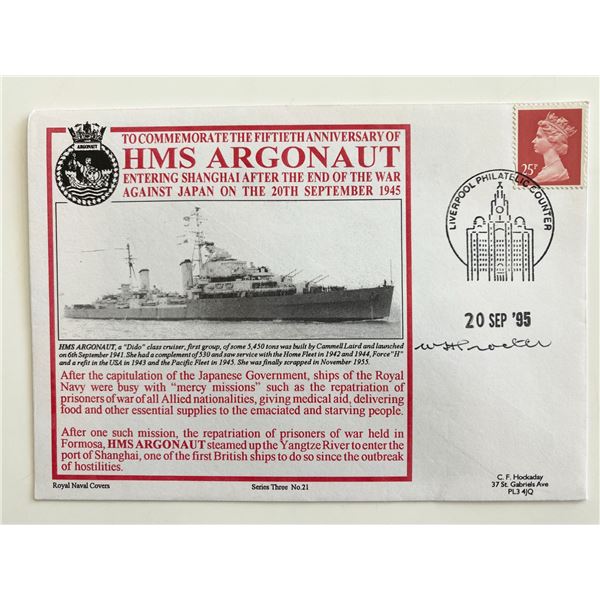 ARGONAUT
TO COMMEMORATE THE FIFTIETH ANNIVERSARY OF
HMS ARGONAUT
ENTERING SHANGHAI AFTER THE END OF THE WAR
AGAINST JAPAN ON THE 20TH SEPTEMBER 1945
25P
LIVERPOOL PHILATELIC COUNTER
20 SEP '95
HMS ARGONAUT, a "Dido" class cruiser, first group, of some 5,450 tons was built by Cammell Laird and launched
on 6th September 1941. She had a complement of 530 and saw service with the Home Fleet in 1942 and 1944, Force "H"
and a refit in the USA in 1943 and the Pacific Fleet in 1945. She was finally scrapped in November 1955.
After the capitulation of the Japanese Government, ships of the Royal
Navy were busy with "mercy missions" such as the repatriation of
prisoners of war of all Allied nationalities, giving medical aid, delivering
food and other essential supplies to the emaciated and starving people.
After one such mission, the repatriation of prisoners of war held in
Formosa, HMS ARGONAUT steamed up the Yangtze River to enter the
port of Shanghai, one of the first British ships to do so since the outbreak
of hostilities.
Royal Naval Covers
Series Three No.21
C. F. Hockaday
37 St. Gabriels Ave
PL3 4JQ